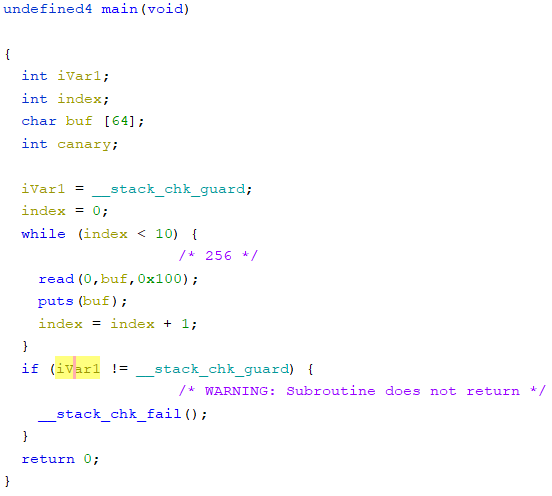 undefined4 main(void)
{
int iVar1;
int index;
char buf [64];
int canary;
iVar1 = __stack_chk_guard;
index = 0;
while (index < 10) {
/* 256 */
read(0,buf,0x100);
puts(buf);
index = index + 1;
}
if (iVar1 != __stack_chk_guard) {
/* WARNING: Subroutine does not return */
__stack_chk_fail();
}
return 0;
}